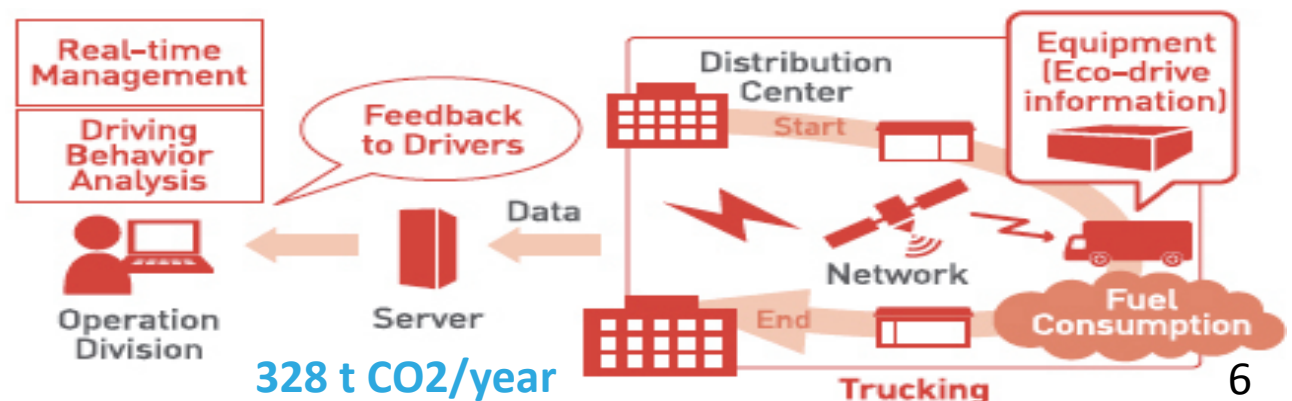 Real-time
Management
Driving
Behavior
Analysis
Feedback
to Drivers
Operation
Division
Server
Data
Distribution
Center
Start
Equipment
(Eco-drive
information)
Network
Fuel
Consumption
End
Trucking
328 t CO2/year
6